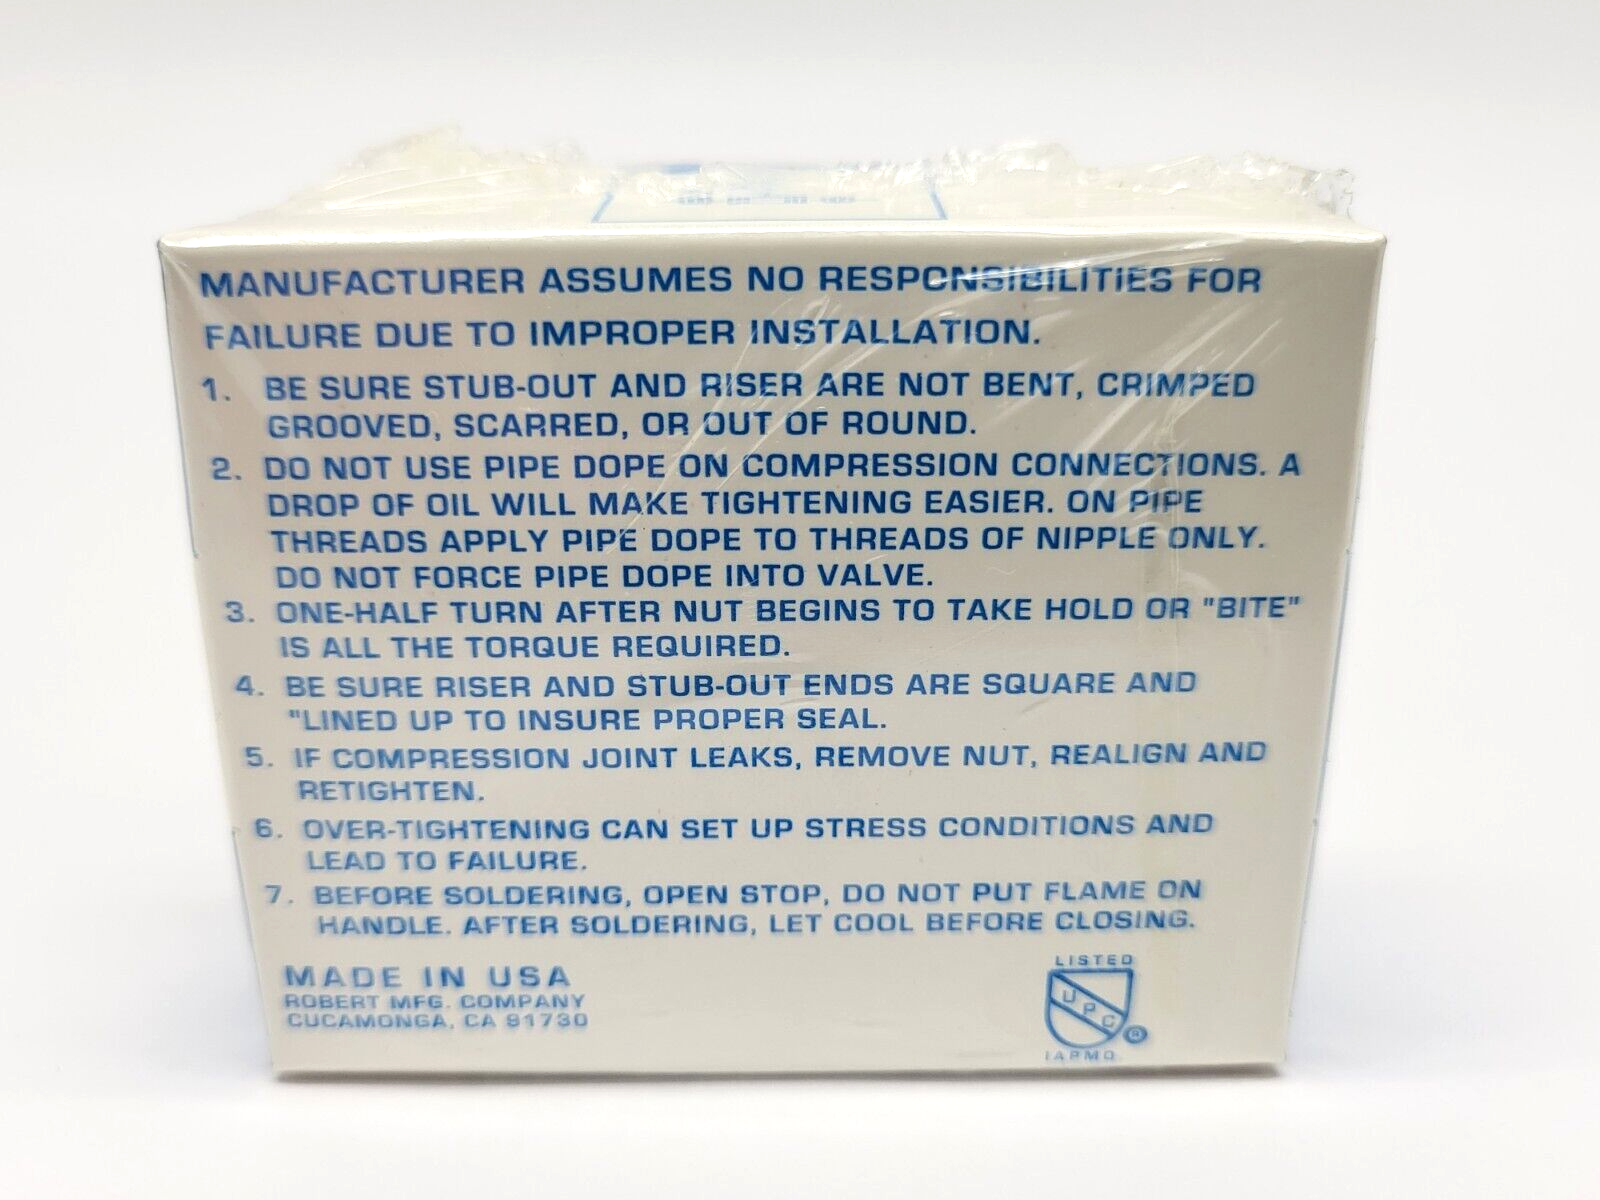 MANUFACTURER ASSUMES NO RESPONSIBILITIES FOR
FAILURE DUE TO IMPROPER INSTALLATION.
1. BE SURE STUB-OUT AND RISER ARE NOT BENT, CRIMPED
GROOVED, SCARRED, OR OUT OF ROUND.
2. DO NOT USE PIPE DOPE ON COMPRESSION CONNECTIONS. A
DROP OF OIL WILL MAKE TIGHTENING EASIER. ON PIPE
THREADS APPLY PIPE DOPE TO THREADS OF NIPPLE ONLY.
DO NOT FORCE PIPE DOPE INTO VALVE.
3. ONE-HALF TURN AFTER NUT BEGINS TO TAKE HOLD OR "BITE"
IS ALL THE TORQUE REQUIRED.
4. BE SURE RISER AND STUB-OUT ENDS ARE SQUARE AND
"LINED UP TO INSURE PROPER SEAL.
5. IF COMPRESSION JOINT LEAKS, REMOVE NUT, REALIGN AND
RETIGHTEN.
6. OVER-TIGHTENING CAN SET UP STRESS CONDITIONS AND
LEAD TO FAILURE.
7. BEFORE SOLDERING, OPEN STOP, DO NOT PUT FLAME ON
HANDLE. AFTER SOLDERING, LET COOL BEFORE CLOSING.
MADE IN USA
ROBERT MFG. COMPANY
CUCAMONGA, CA 91730
LISTED
UPC
®
IAPMO